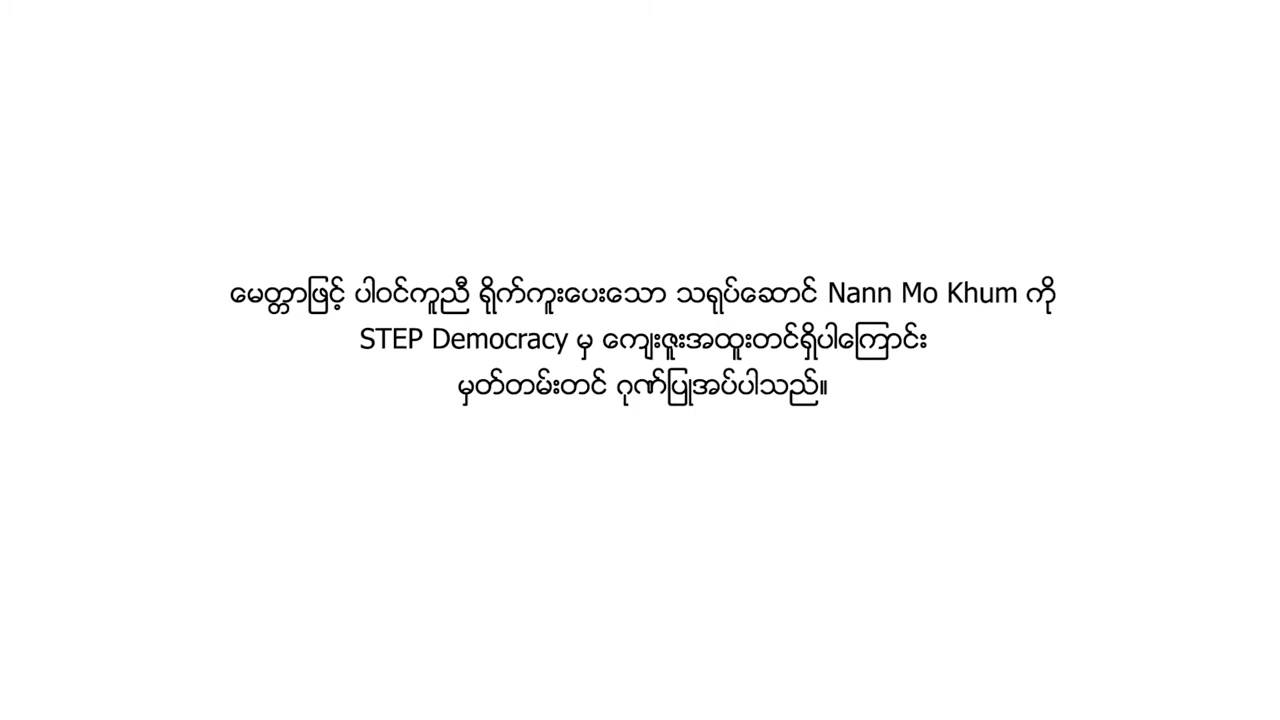 မေတ္တာဖြင့် ပါဝင်ကူညီ ရိုက်ကူးပေးသော သရုပ်ဆောင် Nann Mo Khum ကို
STEP Democracy မှ ကျေးဇူးအထူးတင်ရှိပါကြောင်း
မှတ်တမ်းတင် ဂုဏ်ပြုအပ်ပါသည်။